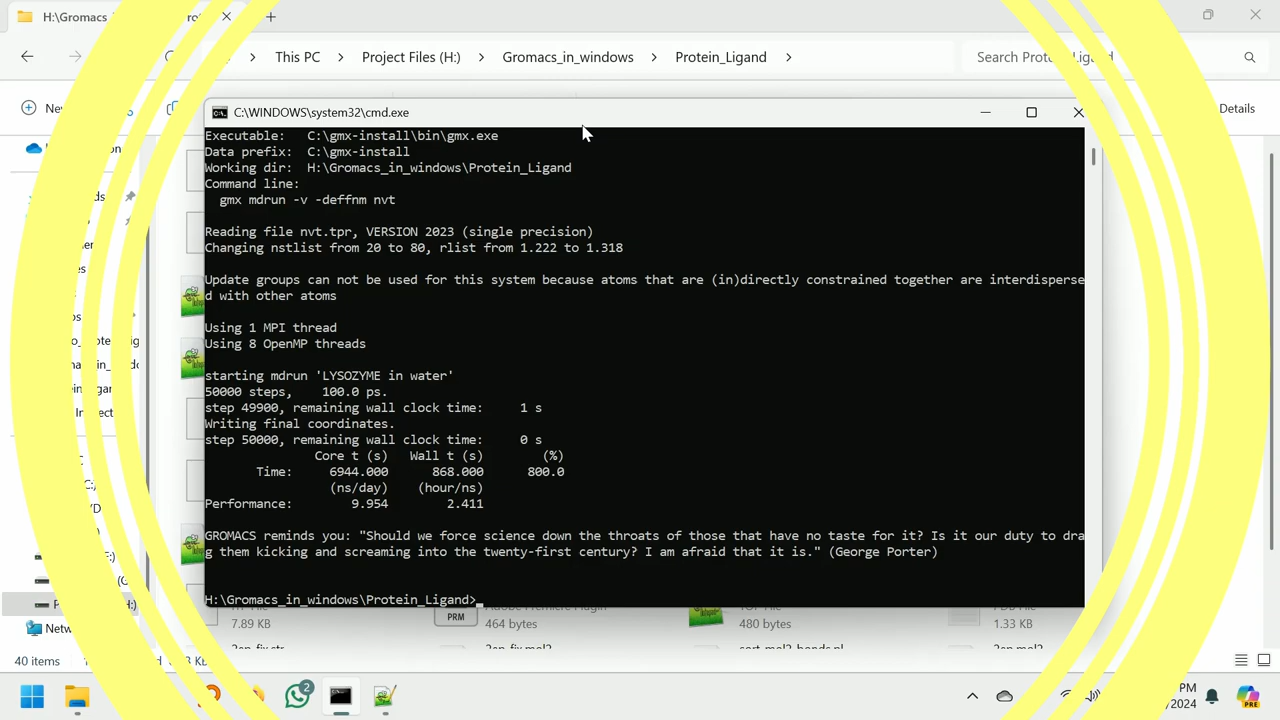 H:\Gromacs
This PC > Project Files (H:) > Gromacs_in_windows > Protein_Ligand >
Search Prot
Details
C:\WINDOWS\system32\cmd.exe
Executable:   C:\gmx-install\bin\gmx.exe
Data prefix:  C:\gmx-install
Working dir:  H:\Gromacs_in_windows\Protein_Ligand
Command line:
gmx mdrun -v -deffnm nvt
Reading file nvt.tpr, VERSION 2023 (single precision)
Changing nstlist from 20 to 80, rlist from 1.222 to 1.318
Update groups can not be used for this system because atoms that are (in)directly constrained together are interdisperse
d with other atoms
Using 1 MPI thread
Using 8 OpenMP threads
starting mdrun 'LYSOZYME in water'
50000 steps,    100.0 ps.
step 49900, remaining wall clock time:     1 s
Writing final coordinates.
step 50000, remaining wall clock time:     0 s
Core t (s)   Wall t (s)        (%)
Time:     6944.000      868.000      800.0
(ns/day)    (hour/ns)
Performance:        9.954        2.411
GROMACS reminds you: "Should we force science down the throats of those that have no taste for it? Is it our duty to dra
g them kicking and screaming into the twenty-first century? I am afraid that it is." (George Porter)
H:\Gromacs_in_windows\Protein_Ligand>
7.89 KB
PRM
464 bytes
480 bytes
1.33 KB
40 items
2
PM
/2024
PRE